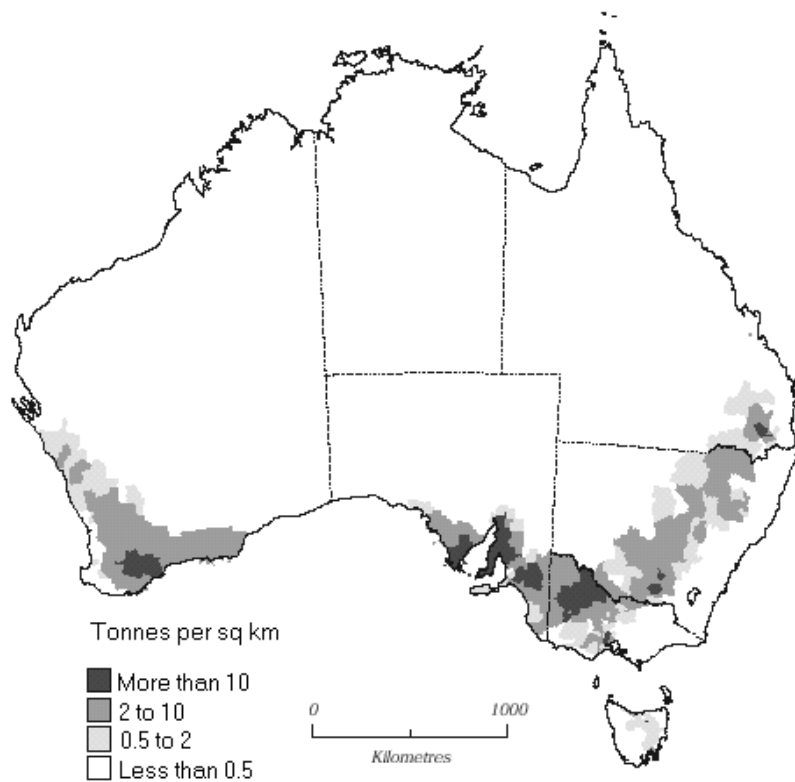 Tonnes per sq km
More than 10
2 to 10
0.5 to 2
Less than 0.5
0 1000
Kilometres